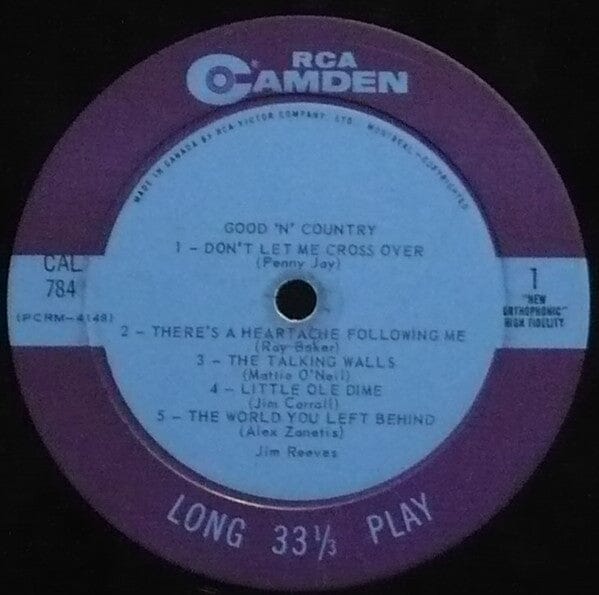 RCA
CAMDEN
MADE IN CANADA BY RCA VICTOR COMPANY, LTD. MONTREAL-COPYRIGHTED
GOOD 'N' COUNTRY
1 - DON'T LET ME CROSS OVER
(Penny Jay)
CAL
784
(PCRM-4148)
1
"NEW
ORTHOPHONIC"
HIGH FIDELITY
2 - THERE'S A HEARTACHE FOLLOWING ME
(Ray Baker)
3 - THE TALKING WALLS
(Mattie O'Neil)
4 - LITTLE OLE DIME
(Jim Carroll)
5 - THE WORLD YOU LEFT BEHIND
(Alex Zanetis)
Jim Reeves
LONG 33⅓ PLAY